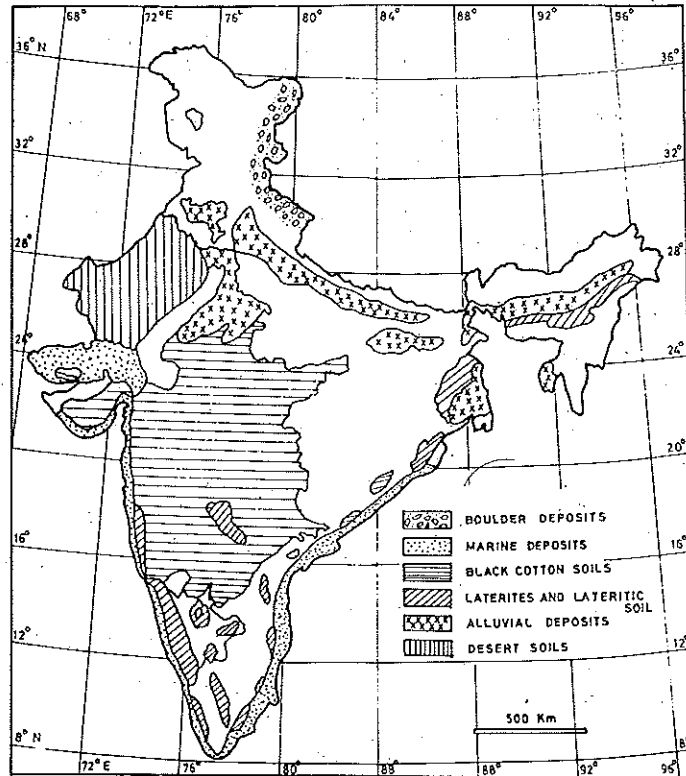 68° 72°E 76° 80° 84° 88° 92° 96°
36° N 36°
32° 32°
28° 28°
24° 24°
20° 20°
16° 16°
12° 12°
8° N 8°
BOULDER DEPOSITS
MARINE DEPOSITS
BLACK COTTON SOILS
LATERITES AND LATERITIC SOIL
ALLUVIAL DEPOSITS
DESERT SOILS
500 Km
72°E 76° 80° 88° 92° 96°